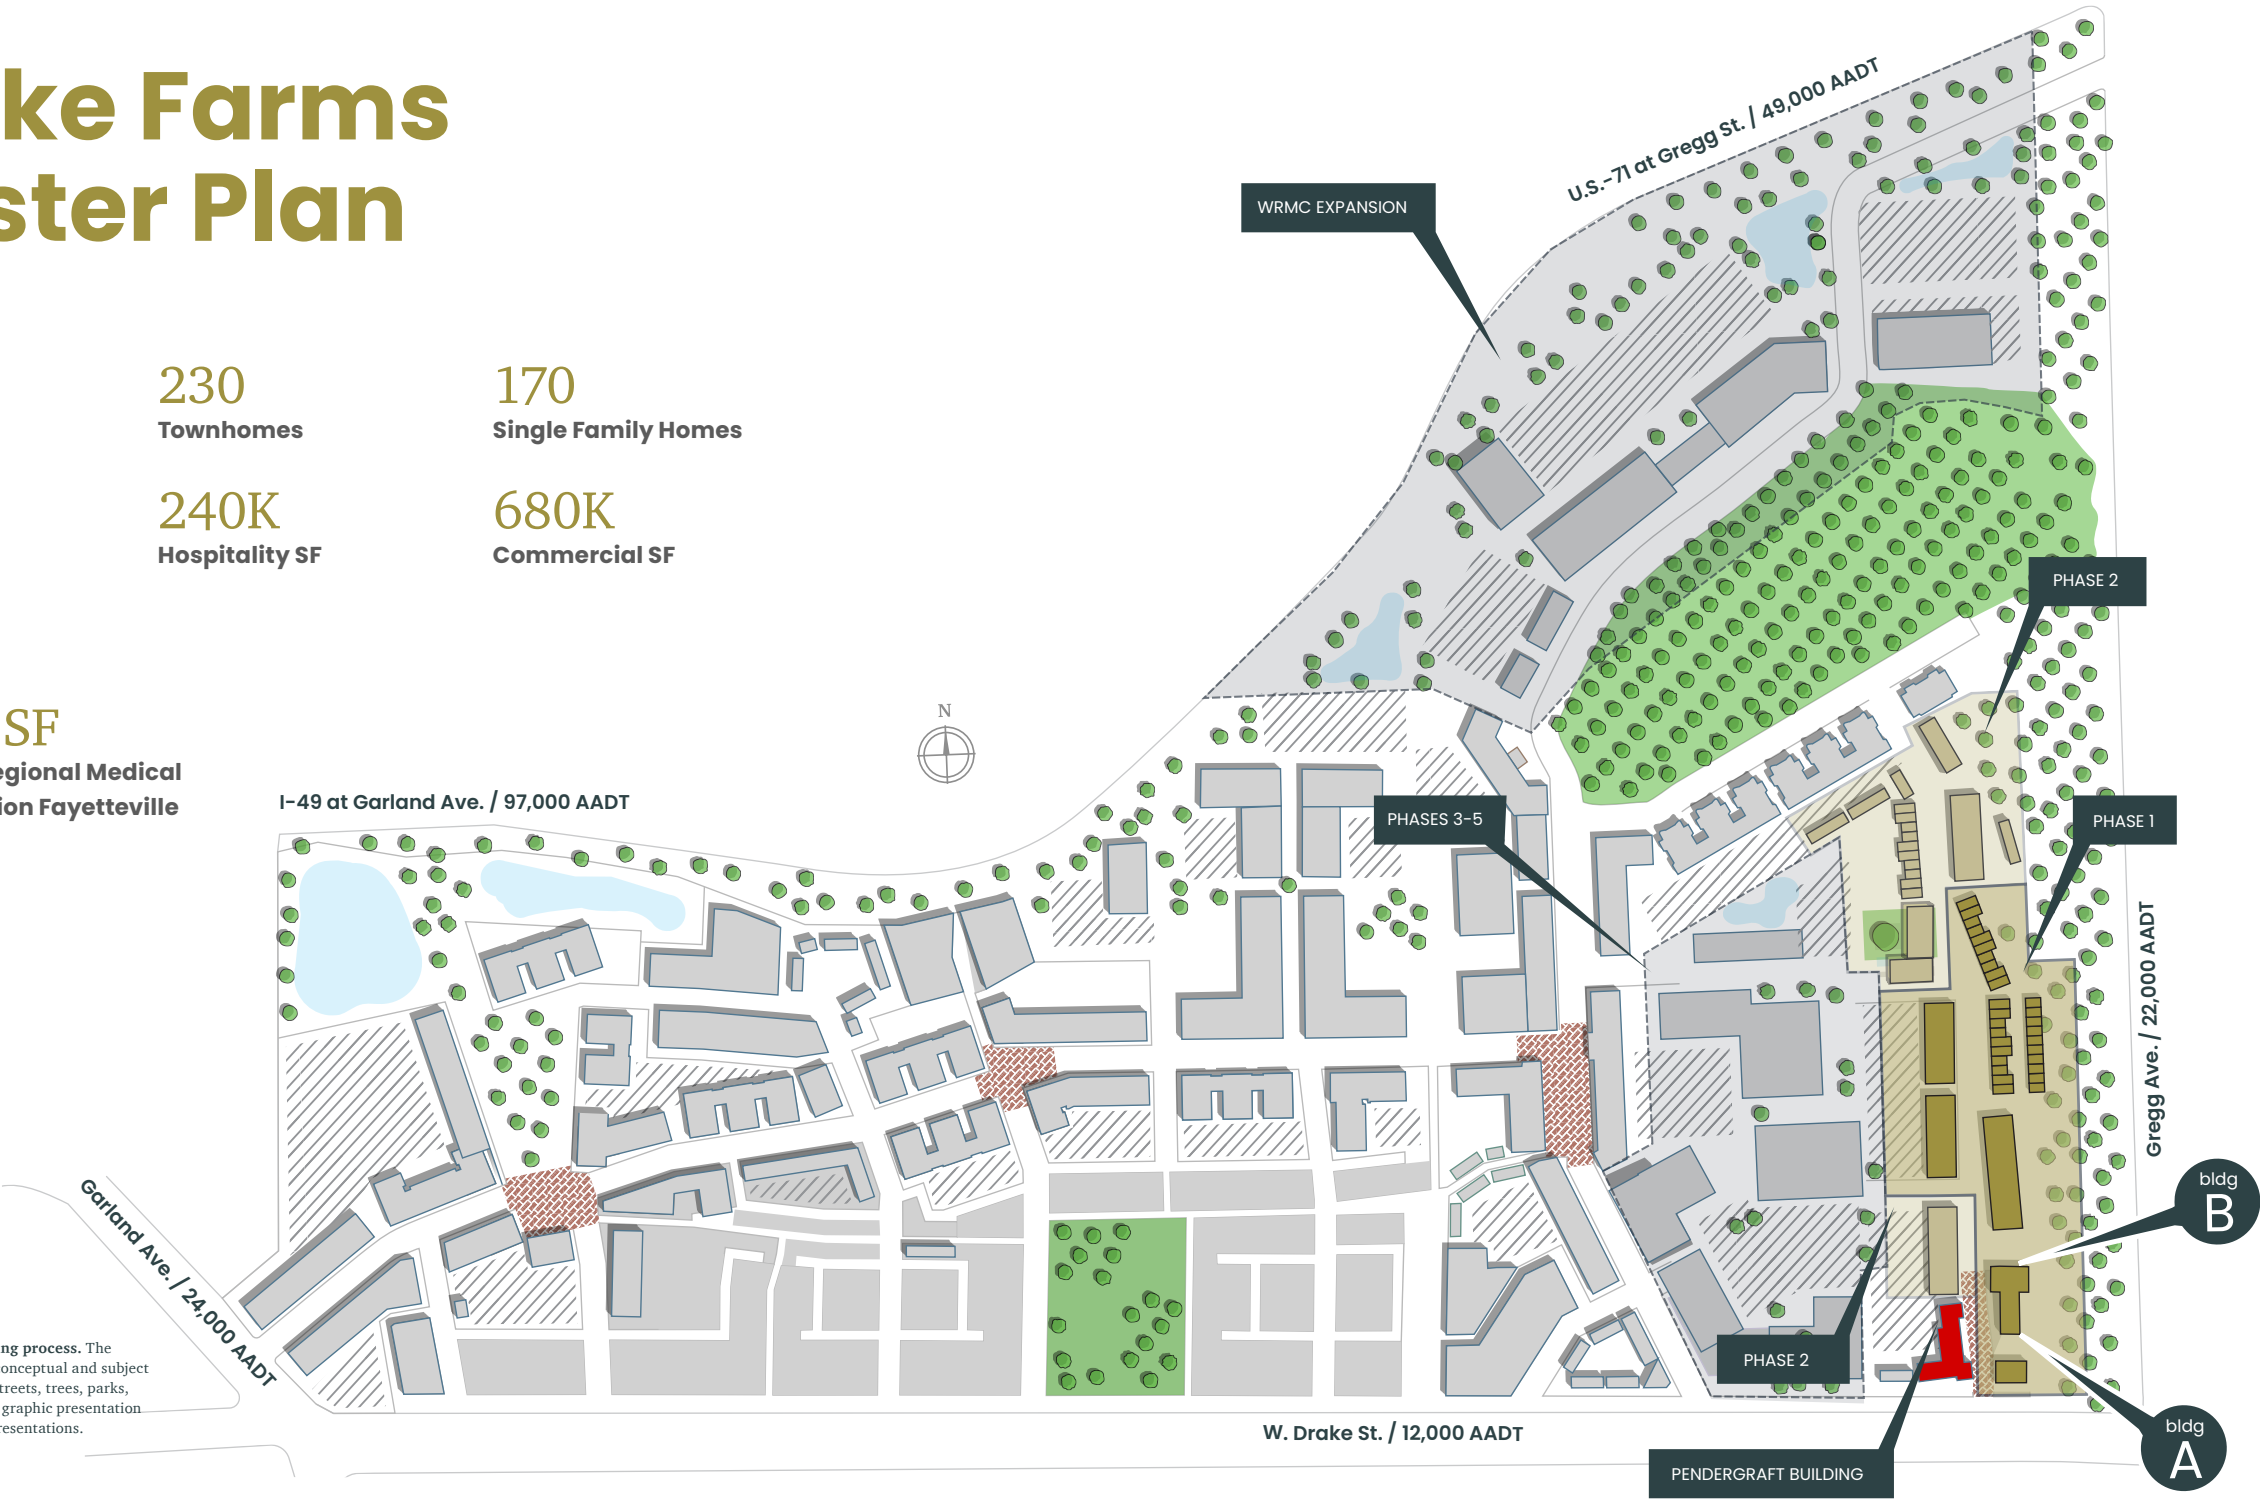 ke Farms
ster Plan
230
Townhomes
170
Single Family Homes
240K
Hospitality SF
680K
Commercial SF
SF
egional Medical
ion Fayetteville
N
I-49 at Garland Ave. / 97,000 AADT
U.S.-71 at Gregg St. / 49,000 AADT
WRMC EXPANSION
PHASE 2
PHASES 3-5
PHASE 1
Gregg Ave. / 22,000 AADT
Garland Ave. / 24,000 AADT
bldg
B
PHASE 2
ng process. The
onceptual and subject
treets, trees, parks,
graphic presentation
resentations.
W. Drake St. / 12,000 AADT
PENDERGRAFT BUILDING
bldg
A